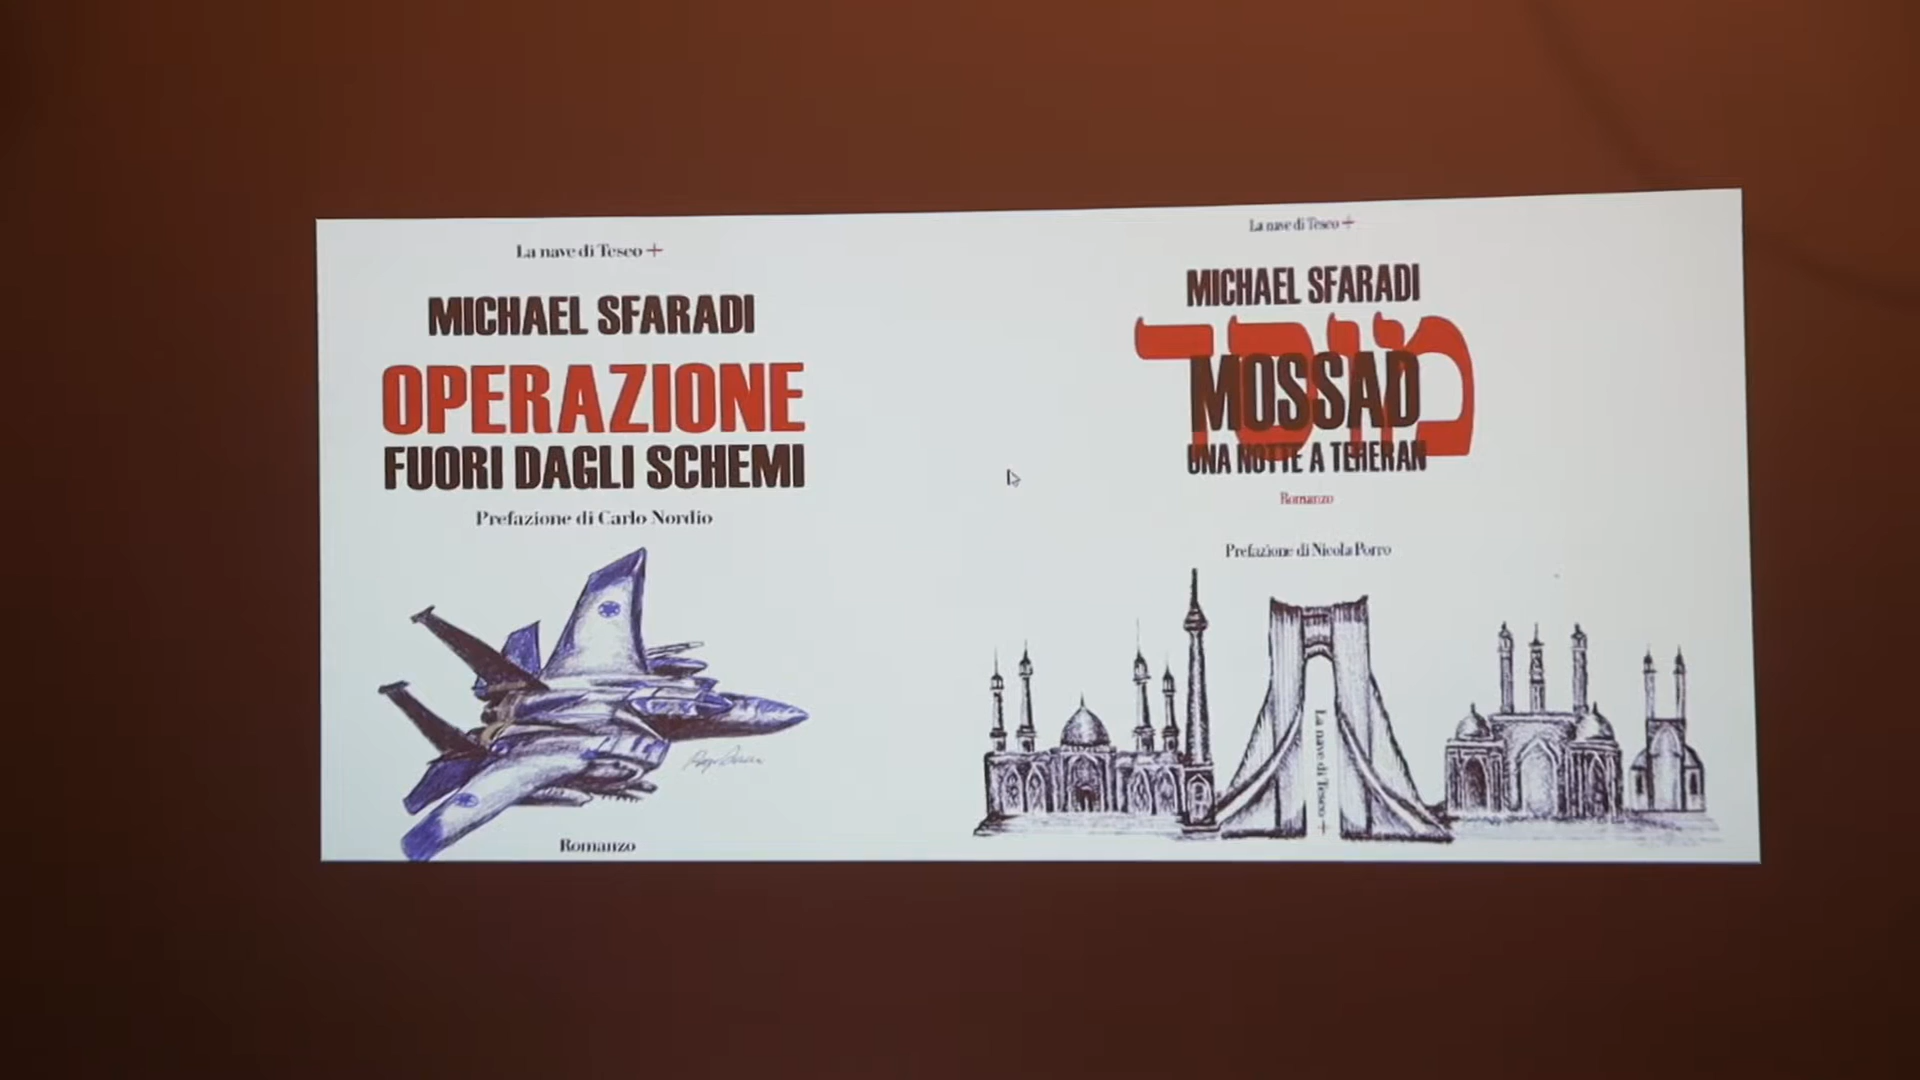 La nave di Teseo +
MICHAEL SFARADI
OPERAZIONE
FUORI DAGLI SCHEMI
Prefazione di Carlo Nordio
Romanzo
La nave di Teseo +
MICHAEL SFARADI
מוסד
MOSSAD
UNA NOTTE A TEHERAN
Romanzo
Prefazione di Nicola Porro
La nave di Teseo +